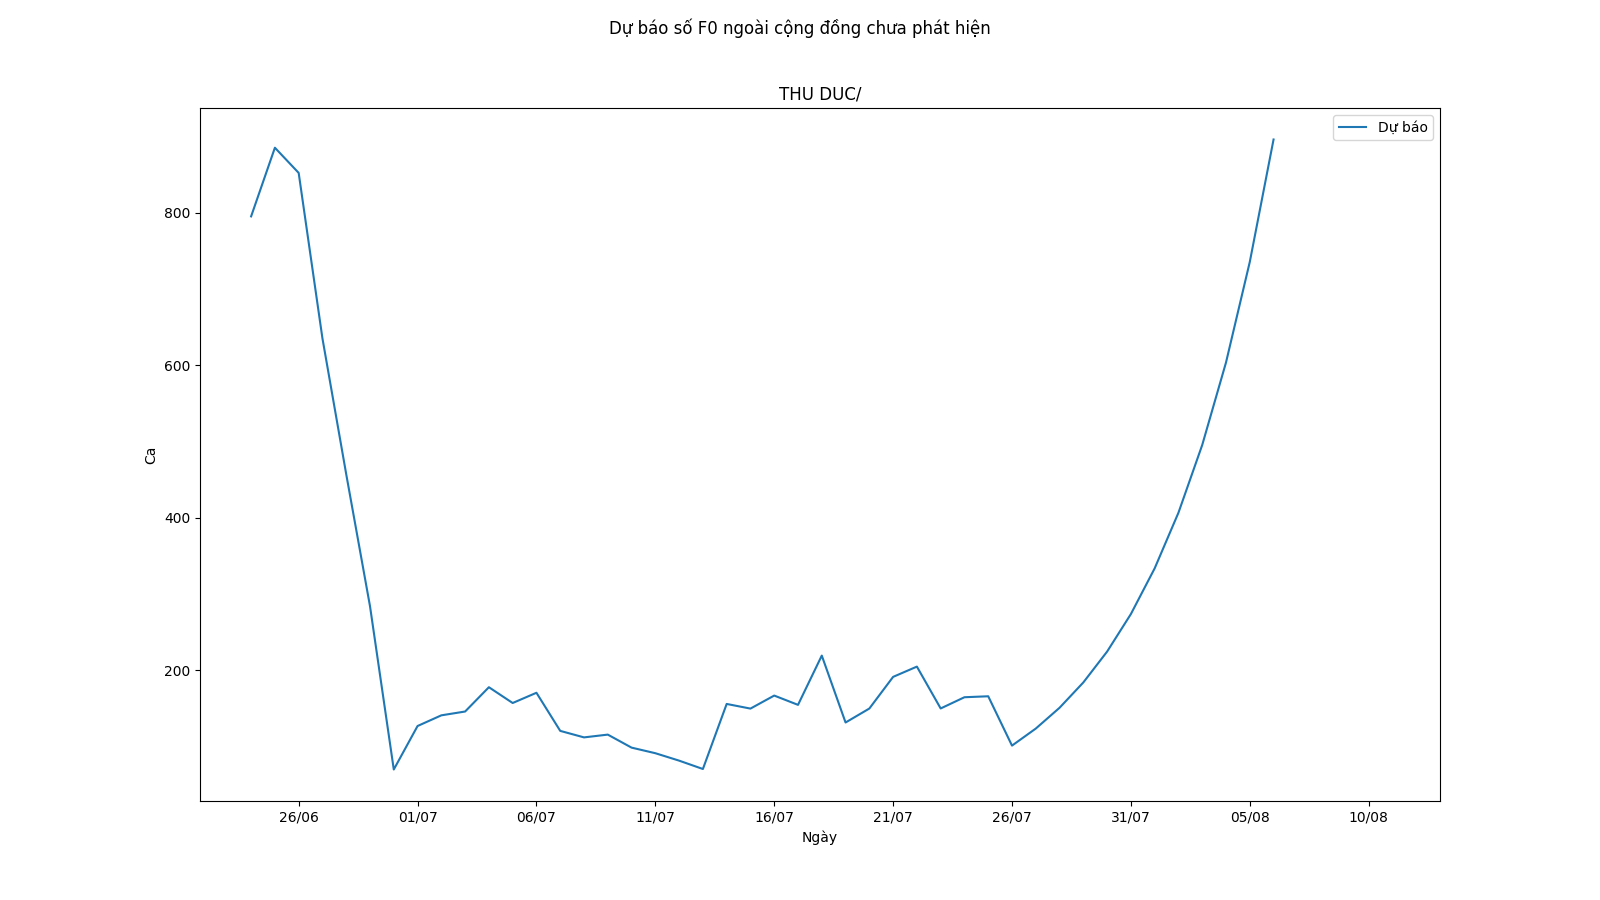 Dự báo số F0 ngoài cộng đồng chưa phát hiện
THU DUC/
Dự báo
800
600
400
200
Ca
26/06 01/07 06/07 11/07 16/07 21/07 26/07 31/07 05/08 10/08
Ngày